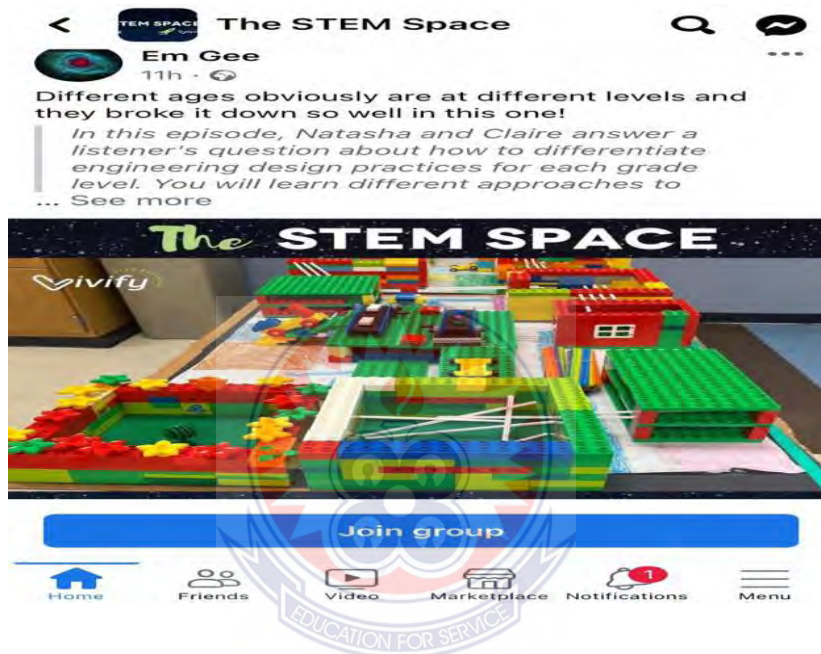 TEM SPACE The STEM Space
Em Gee
11h ·
Different ages obviously are at different levels and
they broke it down so well in this one!
In this episode, Natasha and Claire answer a
listener's question about how to differentiate
engineering design practices for each grade
level. You will learn different approaches to
... See more
The STEM SPACE
Vivify
Join group
1
Home Friends Video Marketplace Notifications Menu
EDUCATION FOR SERVICE